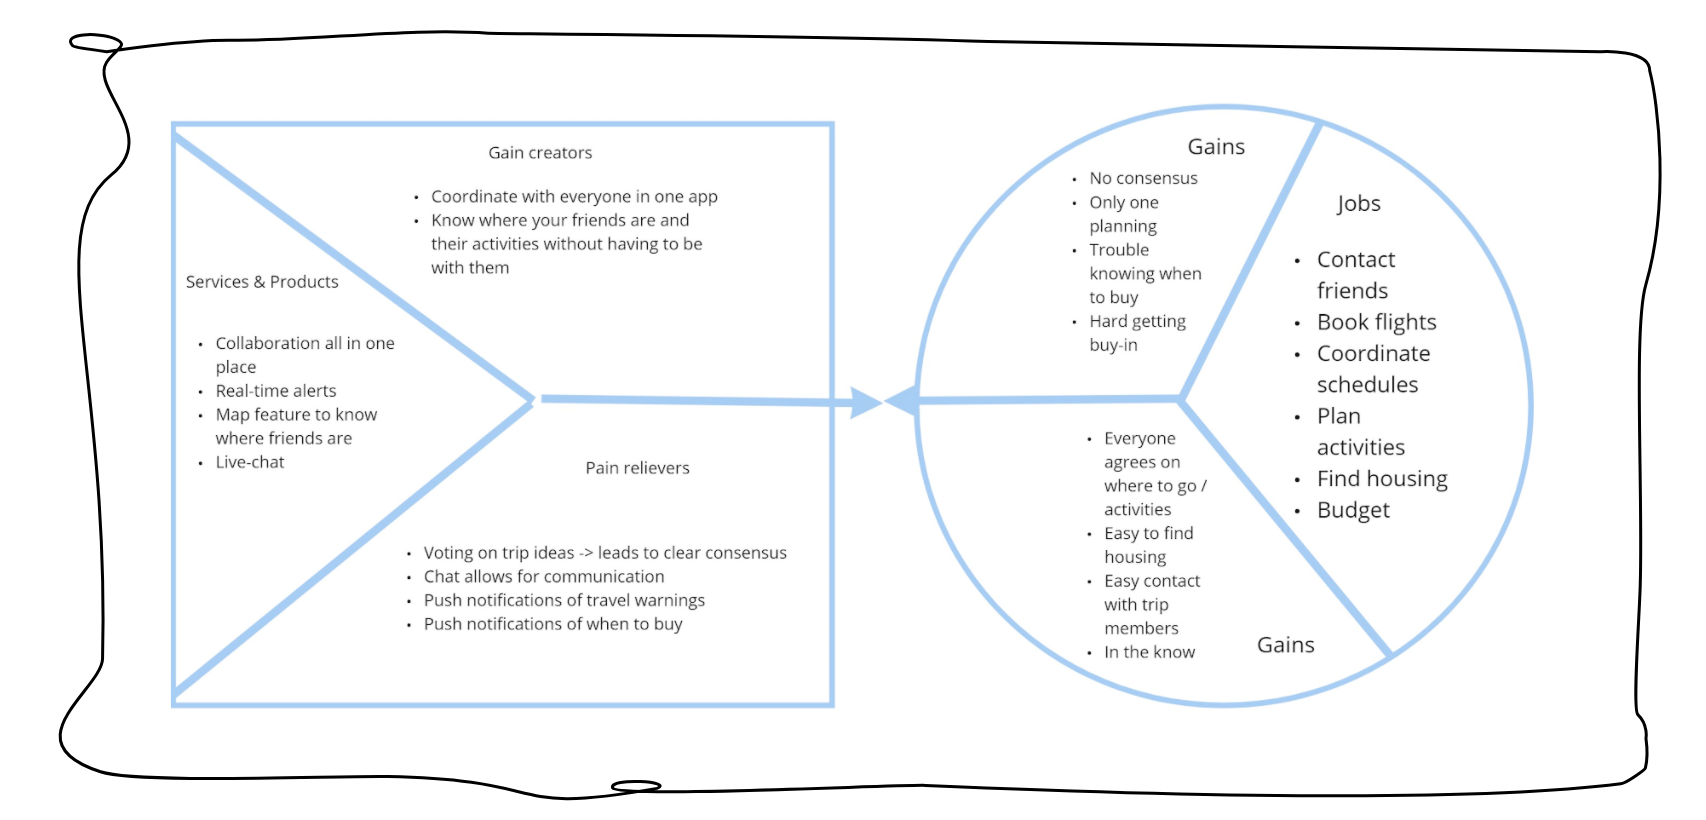 Gain creators
• Coordinate with everyone in one app
• Know where your friends are and
their activities without having to be
with them
Services & Products
• Collaboration all in one
place
• Real-time alerts
• Map feature to know
where friends are
• Live-chat
Pain relievers
• Voting on trip ideas -> leads to clear consensus
• Chat allows for communication
• Push notifications of travel warnings
• Push notifications of when to buy
Gains
• No consensus
• Only one
planning
• Trouble
knowing when
to buy
• Hard getting
buy-in
Jobs
• Contact
friends
• Book flights
• Coordinate
schedules
• Plan
activities
• Find housing
• Budget
• Everyone
agrees on
where to go /
activities
• Easy to find
housing
• Easy contact
with trip
members
• In the know
Gains